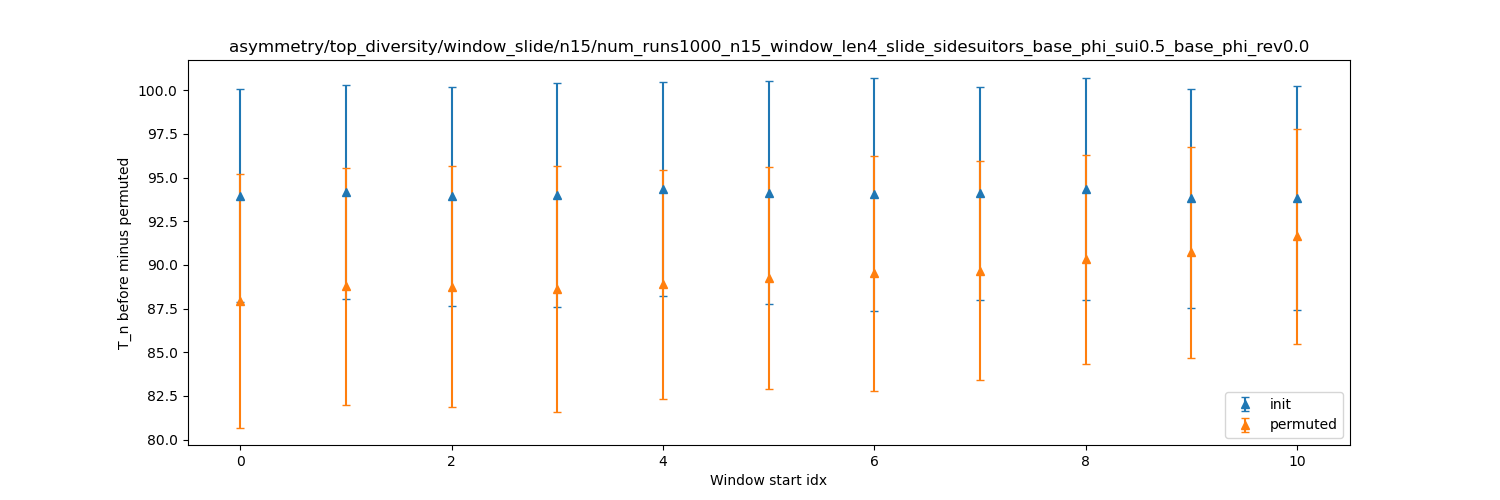 asymmetry/top_diversity/window_slide/n15/num_runs1000_n15_window_len4_slide_sidesuitors_base_phi_sui0.5_base_phi_rev0.0
T_n before minus permuted
100.0
97.5
95.0
92.5
90.0
87.5
85.0
82.5
80.0
init
permuted
0 2 4 6 8 10
Window start idx